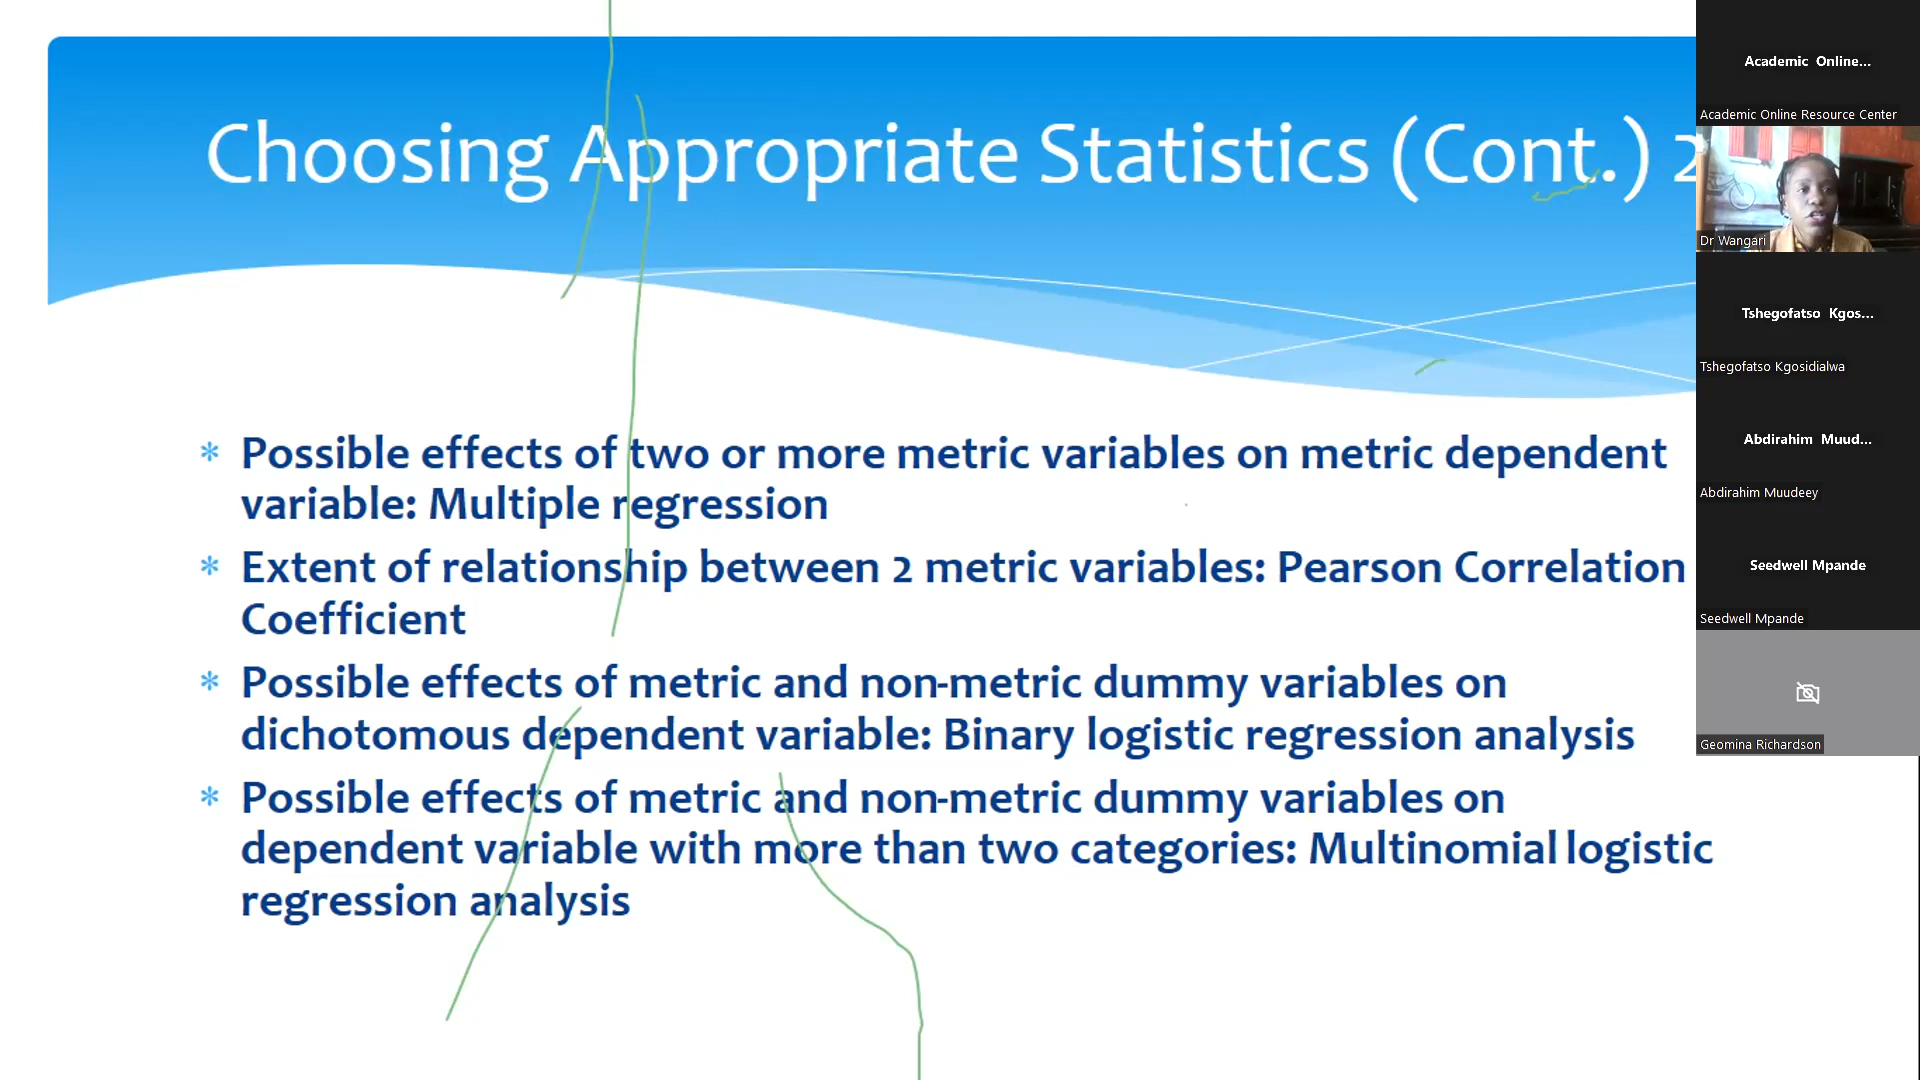 Choosing Appropriate Statistics (Cont.) 2
* Possible effects of two or more metric variables on metric dependent
variable: Multiple regression
* Extent of relationship between 2 metric variables: Pearson Correlation
Coefficient
* Possible effects of metric and non-metric dummy variables on
dichotomous dependent variable: Binary logistic regression analysis
* Possible effects of metric and non-metric dummy variables on
dependent variable with more than two categories: Multinomial logistic
regression analysis
Academic Online...
Academic Online Resource Center
Dr Wangari
Tshegofatso Kgos...
Tshegofatso Kgosidialwa
Abdirahim Muud...
Abdirahim Muudeey
Seedwell Mpande
Seedwell Mpande
Geomina Richardson